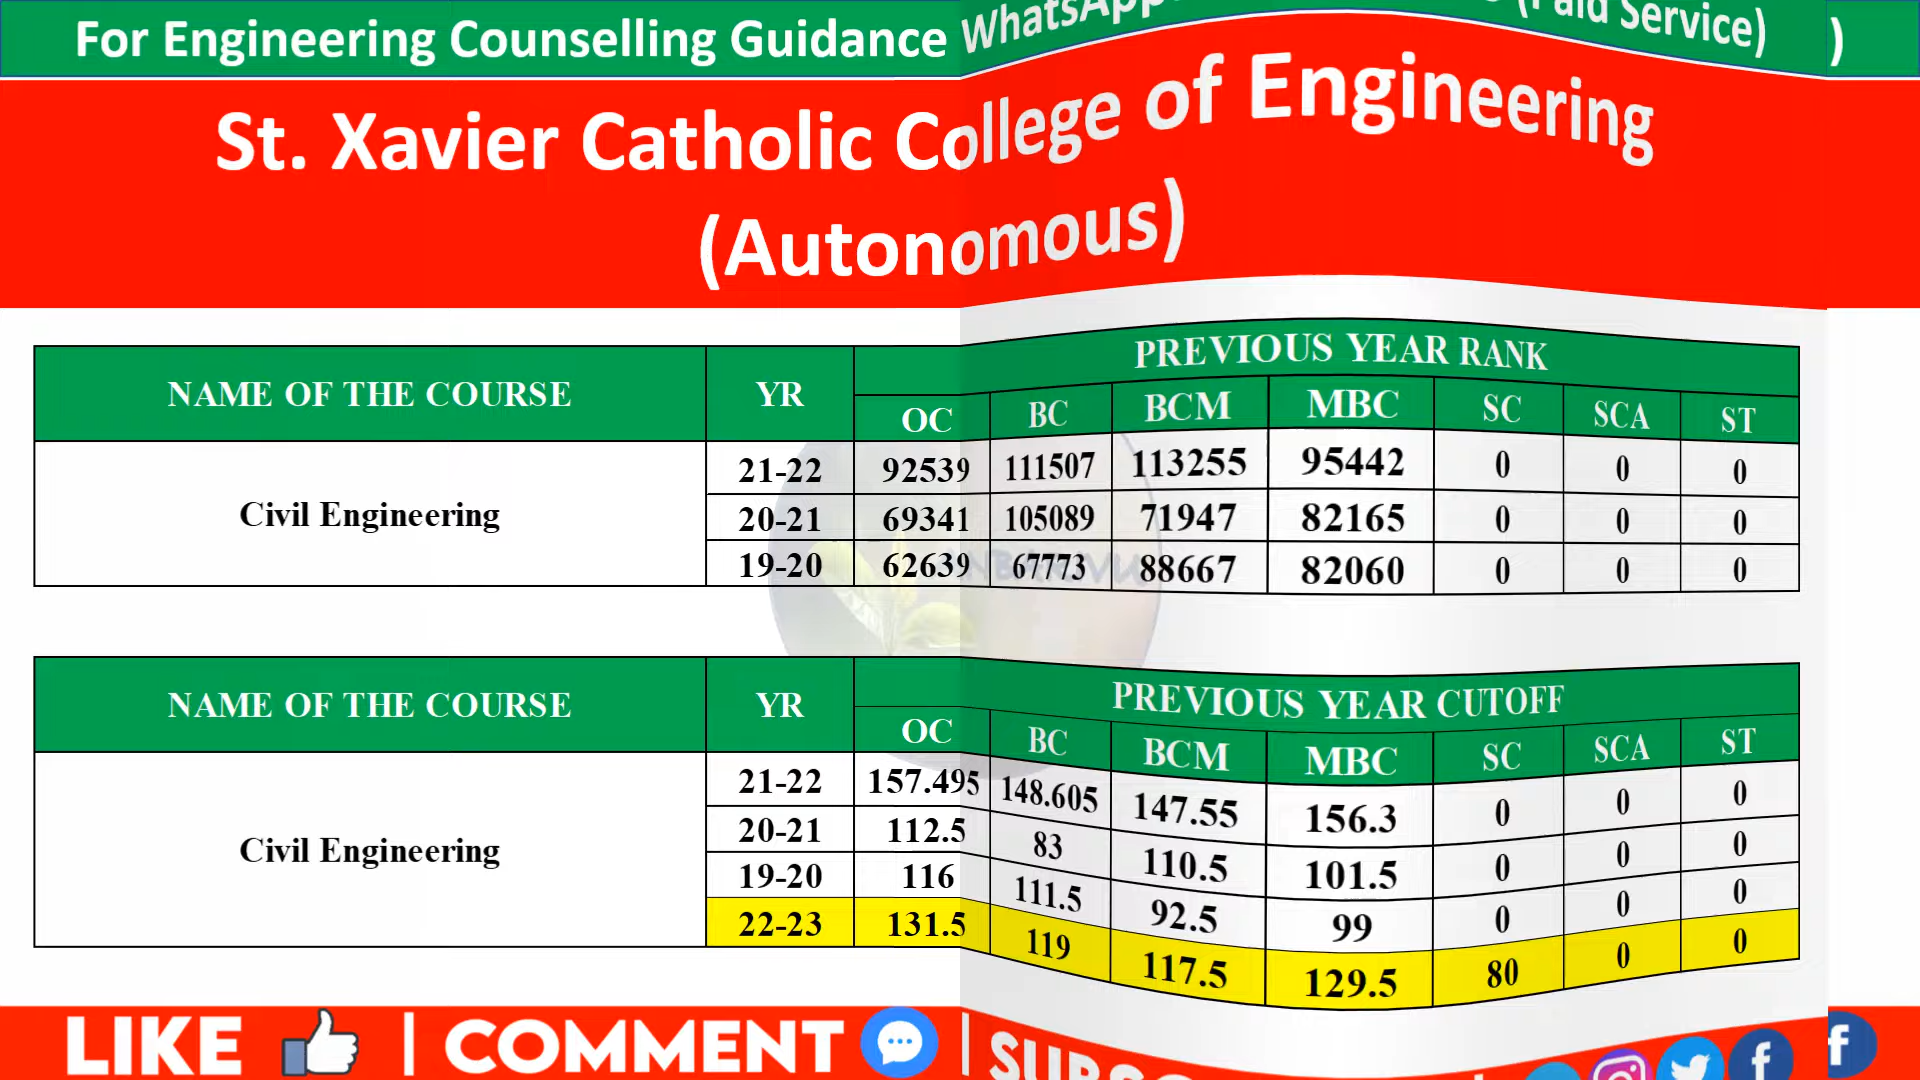 For Engineering Counselling Guidance WhatsApp (Paid Service) )
St. Xavier Catholic College of Engineering
(Autonomous)
NAME OF THE COURSE YR PREVIOUS YEAR RANK
OC BC BCM MBC SC SCA ST
Civil Engineering
21-22 92539 111507 113255 95442 0 0 0
20-21 69341 105089 71947 82165 0 0 0
19-20 62639 67773 88667 82060 0 0 0
NAME OF THE COURSE YR PREVIOUS YEAR CUTOFF
OC BC BCM MBC SC SCA ST
Civil Engineering
21-22 157.495 148.605 147.55 156.3 0 0 0
20-21 112.5 83 110.5 101.5 0 0 0
19-20 116 111.5 92.5 99 0 0 0
22-23 131.5 119 117.5 129.5 80 0 0
LIKE | COMMENT |